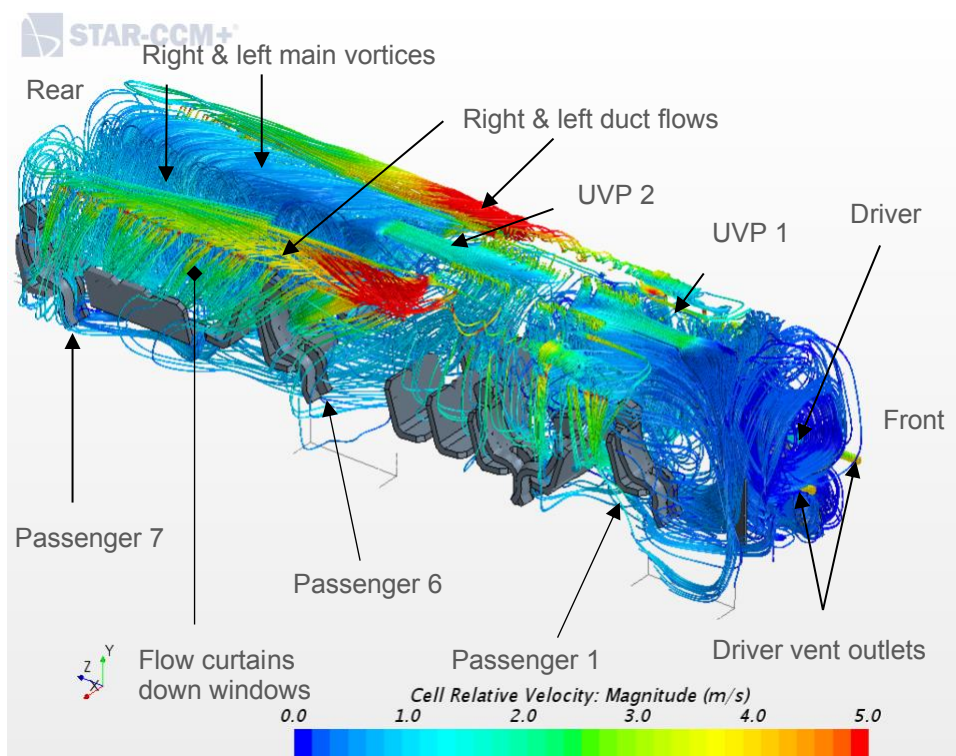 STAR-CCM+
Right & left main vortices
Rear
Right & left duct flows
UVP 2
Driver
UVP 1
Front
Passenger 7
Passenger 6
Flow curtains
down windows
Passenger 1
Driver vent outlets
Y
Z
X
Cell Relative Velocity: Magnitude (m/s)
0.0 1.0 2.0 3.0 4.0 5.0